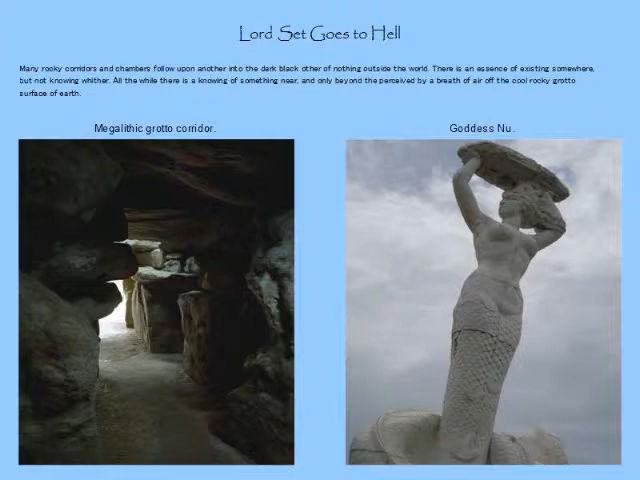 Lord Set Goes to Hell
Many rocky corridors and chambers follow upon another into the dark black other of nothing outside the world. There is an essence of existing somewhere,
but not knowing whither. All the while there is a knowing of something near, and only beyond the perceived by a breath of air off the cool rocky grotto
surface of earth.
Megalithic grotto corridor.
Goddess Nu.